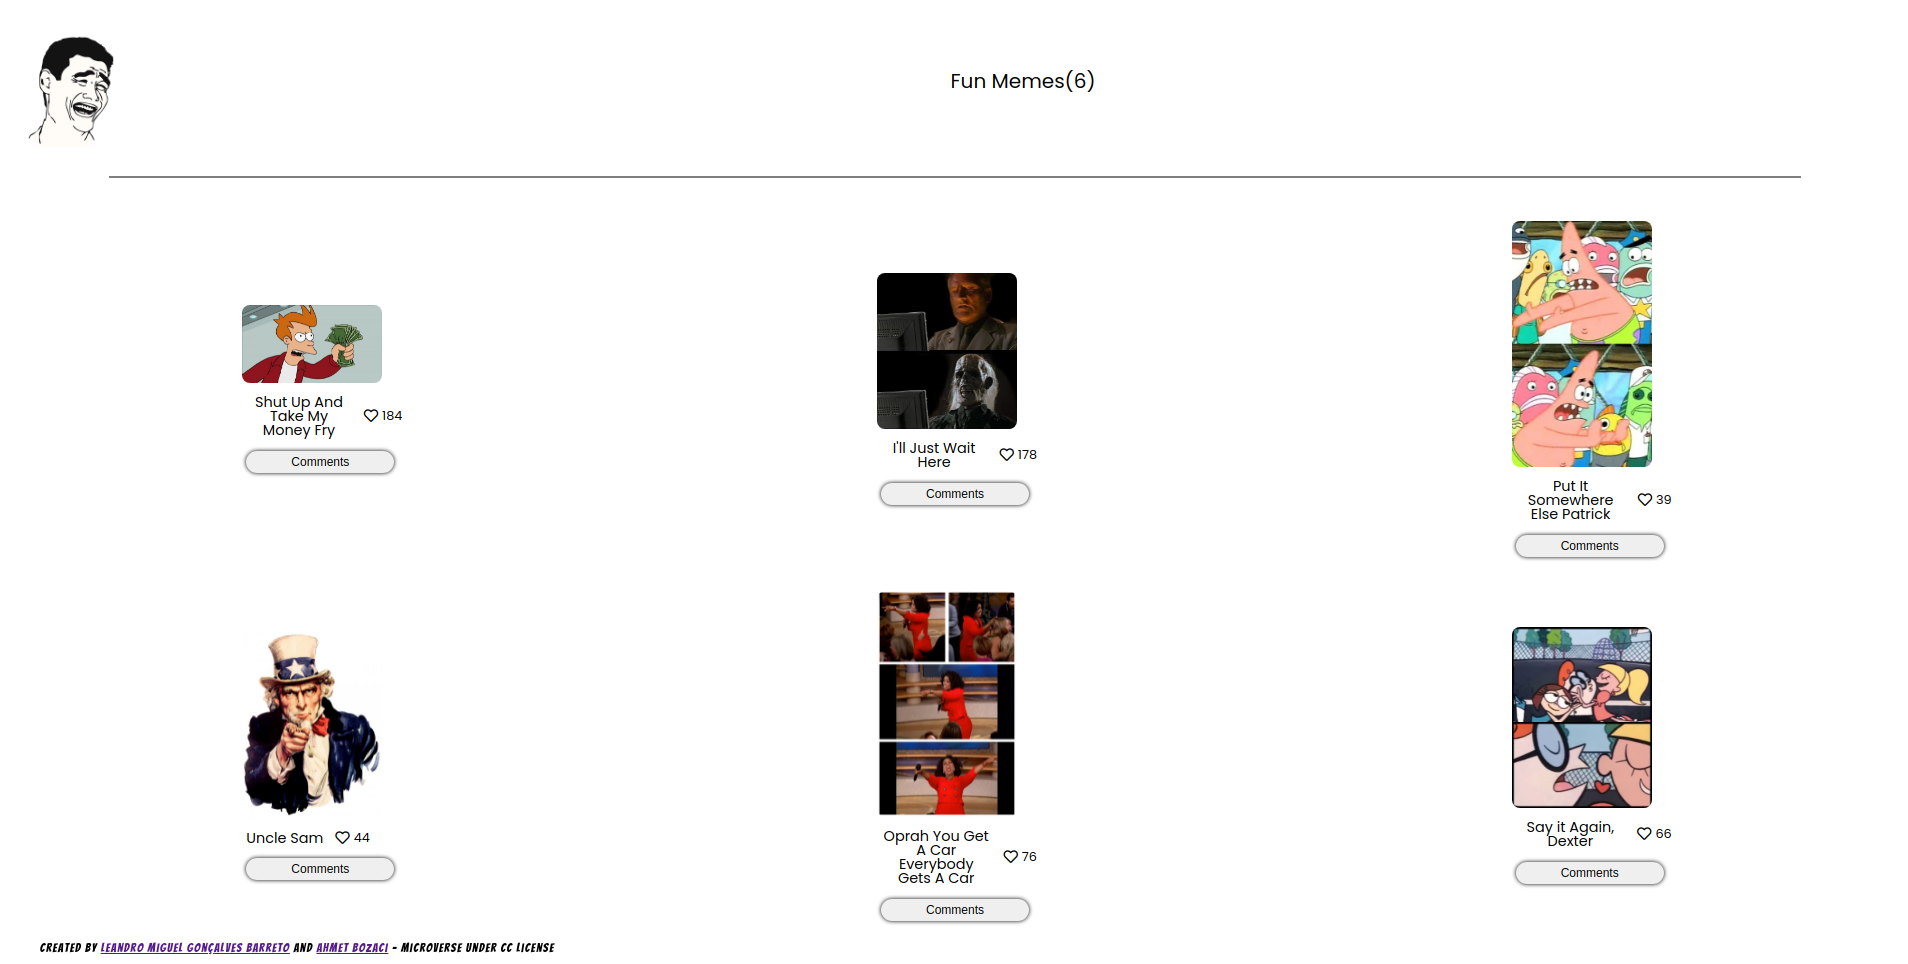 Fun Memes(6)
Shut Up And
Take My
Money Fry
184
Comments
I'll Just Wait
Here
178
Comments
Put It
Somewhere
Else Patrick
39
Comments
Uncle Sam
44
Comments
Oprah You Get
A Car
Everybody
Gets A Car
76
Comments
Say it Again,
Dexter
66
Comments
CREATED BY LEANDRO MIGUEL GONÇALVES BARRETO AND AHMET BOZACI - MICROVERSE UNDER CC LICENSE